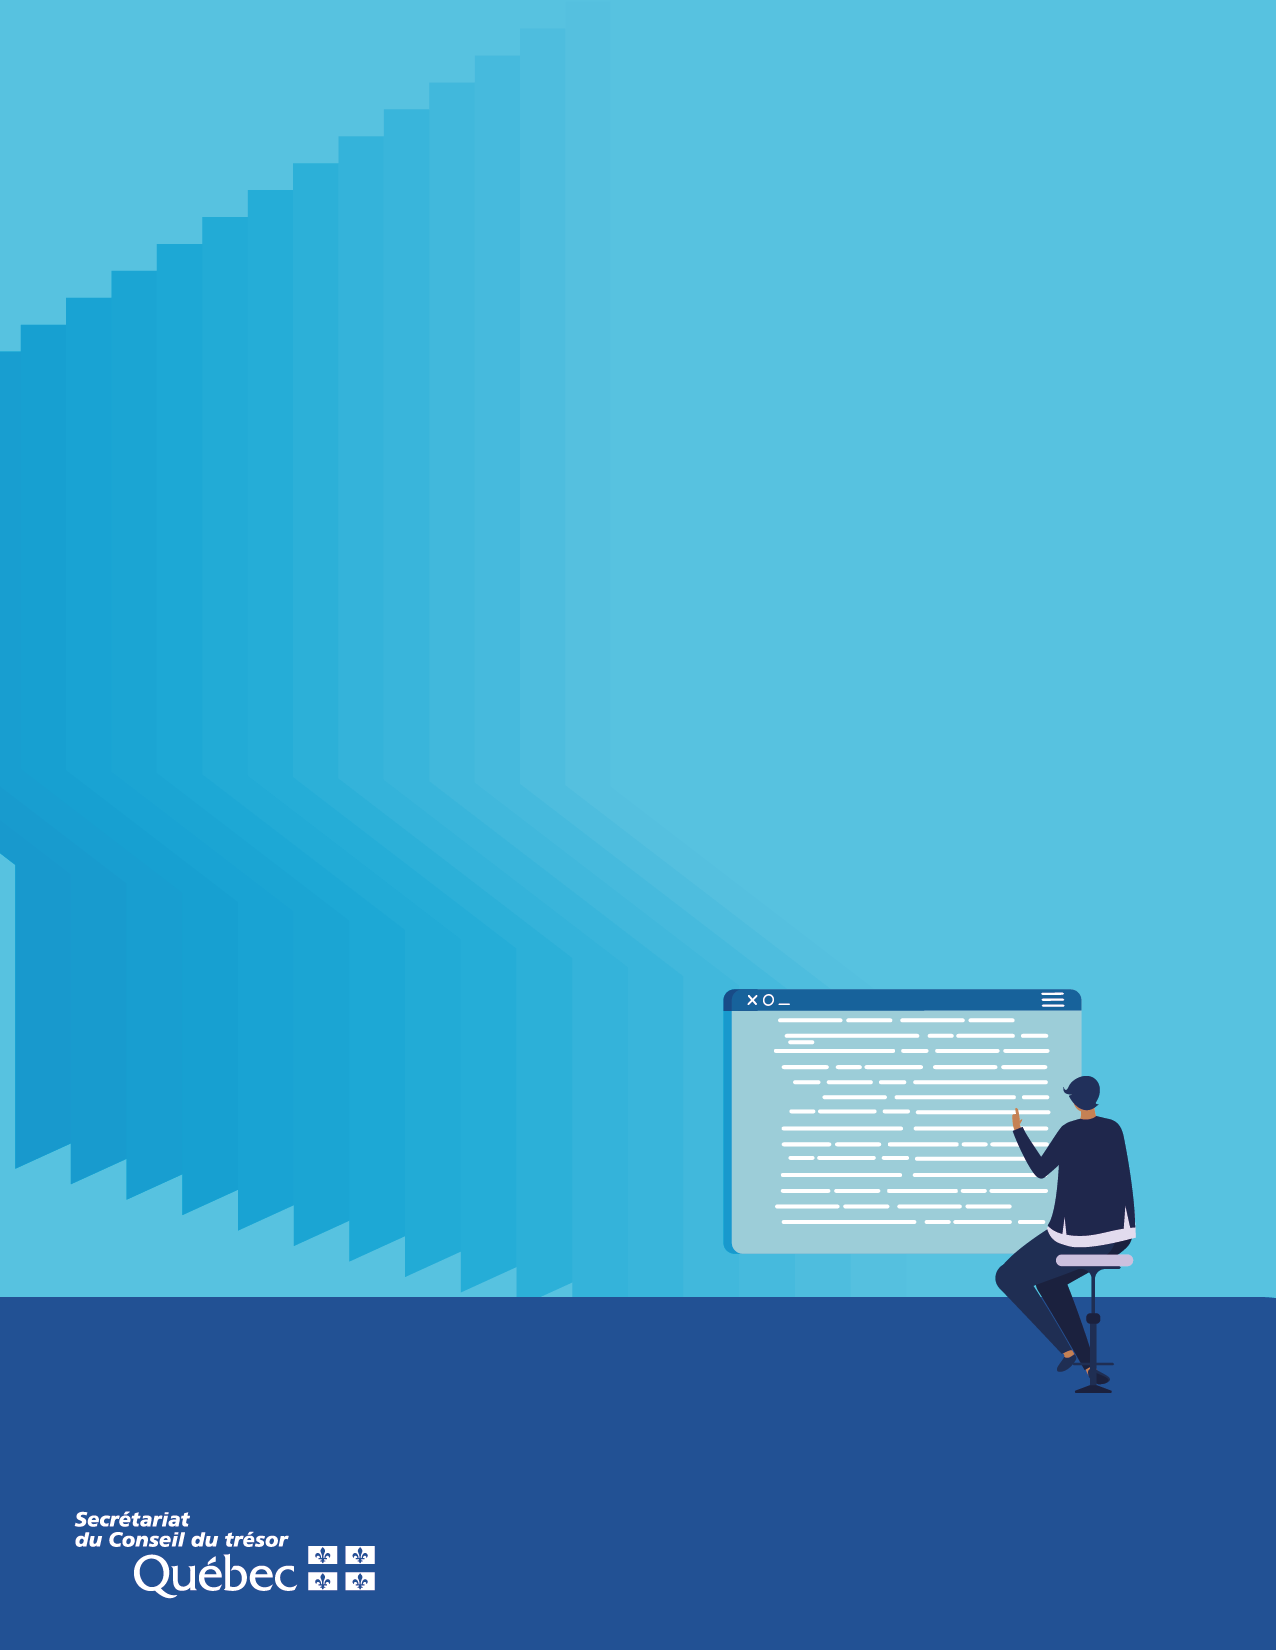 Secrétariat
du Conseil du trésor
Québec